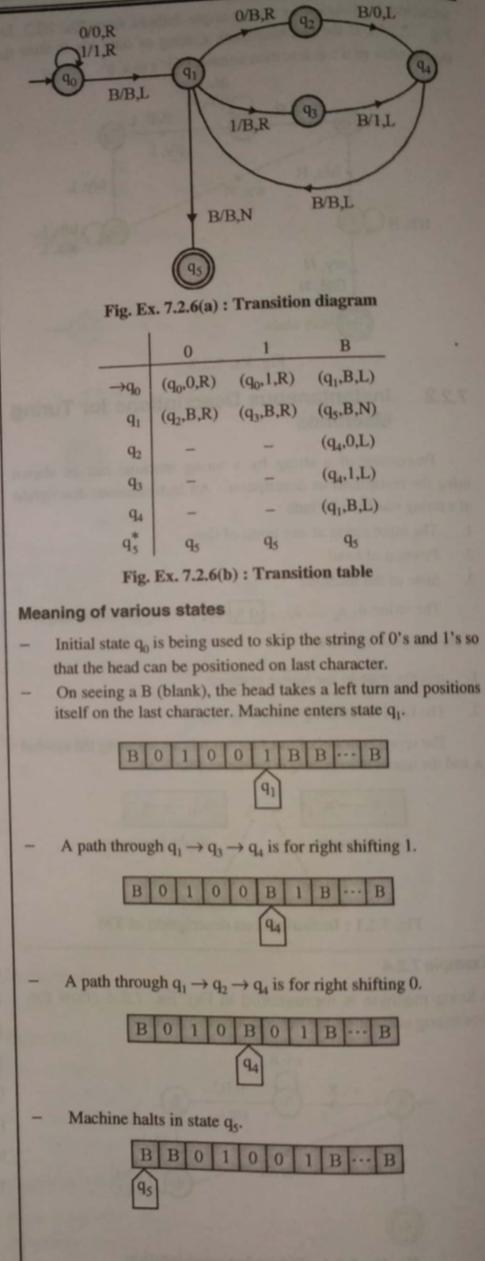 0/0,R
1/1,R
q₀
B/B,L
q₁
0/B,R
q₂
B/0,L
q₄
1/B,R
q₃
B/1,L
B/B,L
B/B,N
q₅
Fig. Ex. 7.2.6(a) : Transition diagram
0 1 B
→q₀ (q₀,0,R) (q₀,1,R) (q₁,B,L)
q₁ (q₂,B,R) (q₃,B,R) (q₅,B,N)
q₂ – – (q₄,0,L)
q₃ – – (q₄,1,L)
q₄ – – (q₁,B,L)
q₅* q₅ q₅ q₅
Fig. Ex. 7.2.6(b) : Transition table
Meaning of various states
– Initial state q₀ is being used to skip the string of 0's and 1's so
that the head can be positioned on last character.
– On seeing a B (blank), the head takes a left turn and positions
itself on the last character. Machine enters state q₁.
B 0 1 0 0 1 B B ··· B
q₁
– A path through q₁ → q₃ → q₄ is for right shifting 1.
B 0 1 0 0 B 1 B ··· B
q₄
– A path through q₁ → q₂ → q₄ is for right shifting 0.
B 0 1 0 B 0 1 B ··· B
q₄
– Machine halts in state q₅.
B B 0 1 0 0 1 B ··· B
q₅